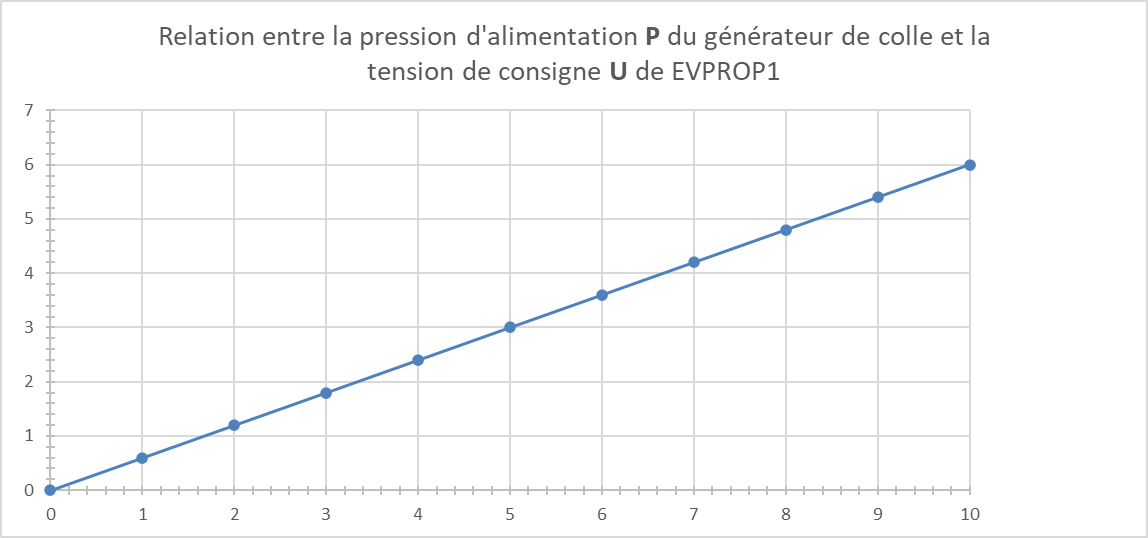 Relation entre la pression d'alimentation P du générateur de colle et la
tension de consigne U de EVPROP1
7
6
5
4
3
2
1
0
0 1 2 3 4 5 6 7 8 9 10